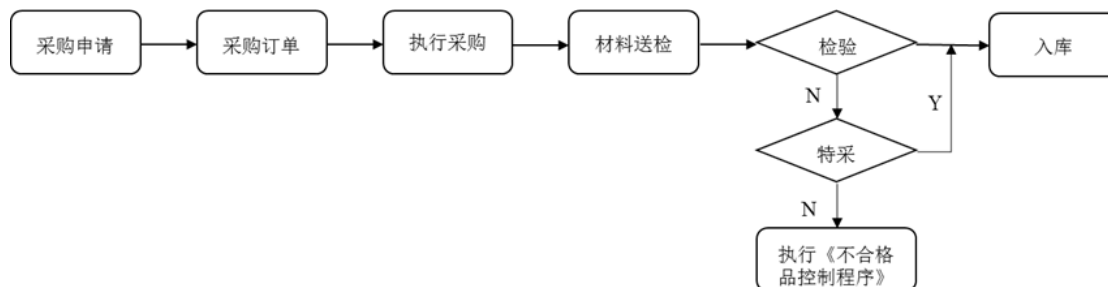 采购申请
采购订单
执行采购
材料送检
检验
入库
N
Y
特采
N
执行《不合格
品控制程序》